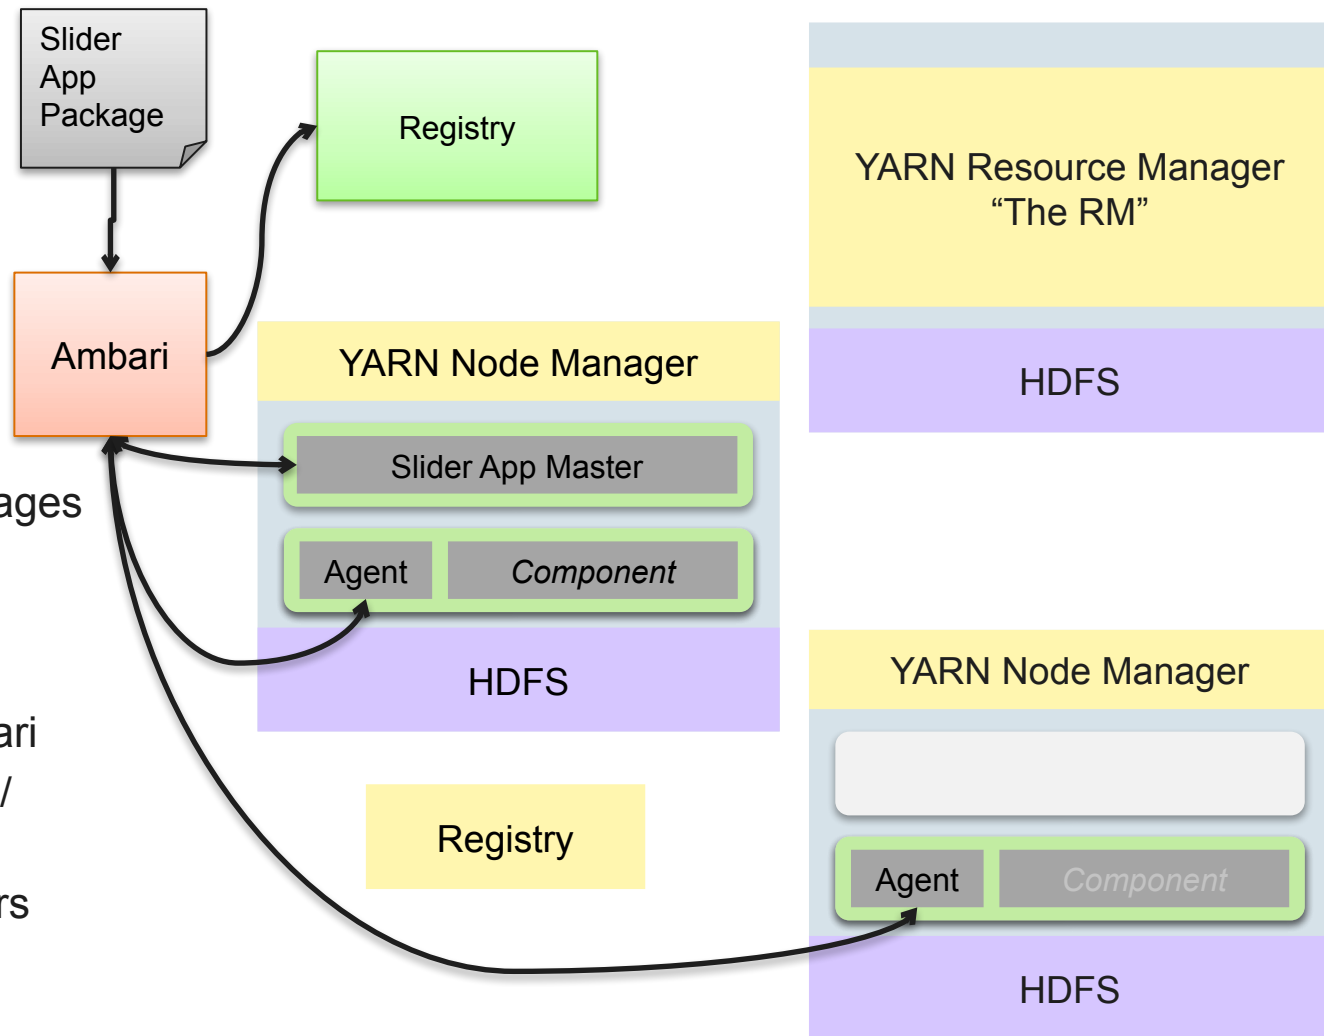 Slider
App
Package
Registry
YARN Resource Manager
“The RM”
HDFS
Ambari
YARN Node Manager
Slider App Master
Agent
Component
HDFS
ages
ari
/
rs
Registry
YARN Node Manager
Agent
Component
HDFS